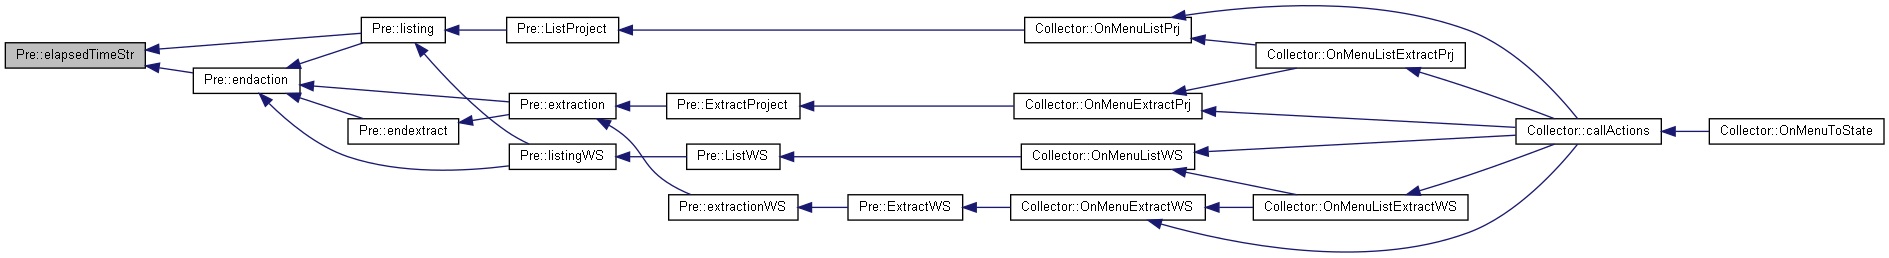 Pre::elapsedTimeStr
Pre::listing
Pre::endaction
Pre::ListProject
Pre::extraction
Pre::endextract
Pre::listingWS
Pre::ExtractProject
Pre::ListWS
Pre::extractionWS
Pre::ExtractWS
Collector::OnMenuListPrj
Collector::OnMenuExtractPrj
Collector::OnMenuListWS
Collector::OnMenuExtractWS
Collector::OnMenuListExtractPrj
Collector::OnMenuListExtractWS
Collector::callActions
Collector::OnMenuToState